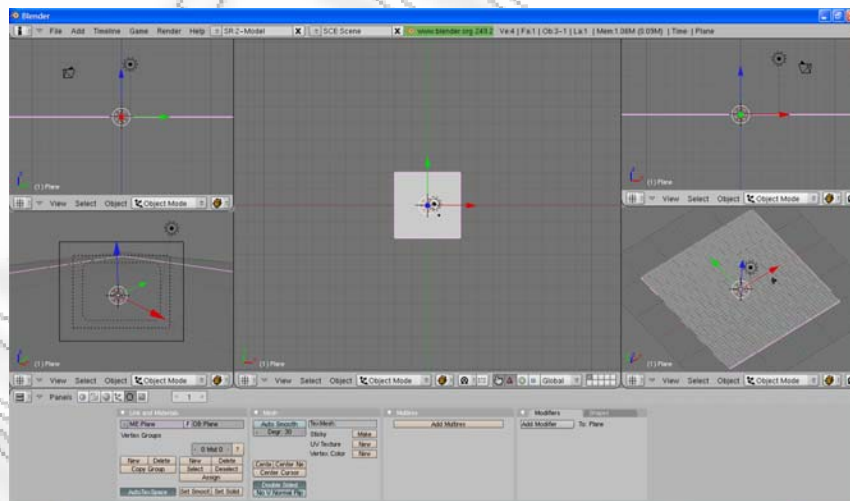 Blender
File Add Timeline Game Render Help SR:2-Model X SCE:Scene X www.blender.org 249.2 Ve:4 | Fa:1 | Ob:3-1 | La:1 | Mem:1.08M (5.09M) | Time: | Plane
(1) Plane
(1) Plane
View Select Object Object Mode
View Select Object Object Mode
(1) Plane
(1) Plane
(1) Plane
View Select Object Object Mode
View Select Object Object Mode Global
View Select Object Object Mode
Panels 1
Link and Materials
Mesh
Multires
Modifiers
Shapes
ME:Plane F OB:Plane
Vertex Groups
0 Mat 0 ?
New Delete New Delete
Copy Group Select Deselect
Assign
AutoTexSpace Set Smoot Set Solid
Auto Smooth TexMesh:
Degr: 30 Sticky Make
UV Texture New
Vertex Color New
Cente Center Ne
Center Cursor
Double Sided
No V.Normal Flip
Add Multires
Add Modifier To: Plane